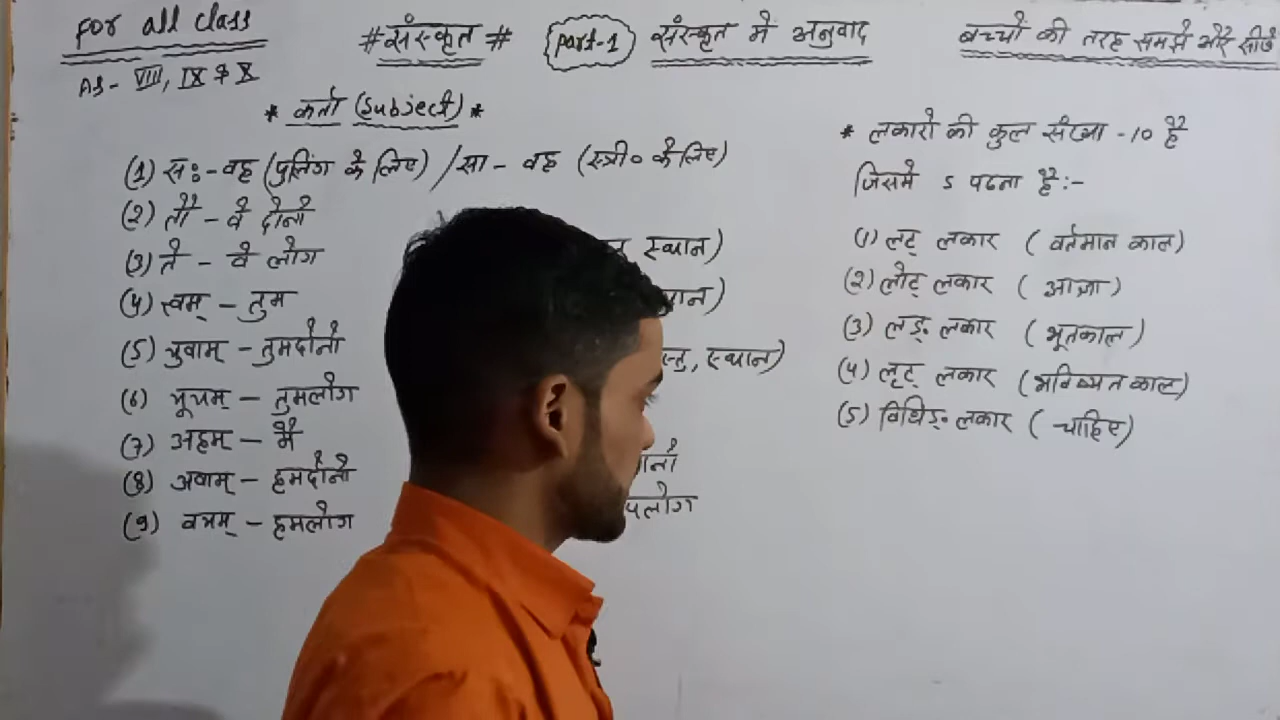 For all class
As - VIII, IX & X
# संस्कृत #
Part-1
संस्कृत में अनुवाद
बच्चों की तरह समझें और सीखें
* कर्ता (Subject) *
(1) सः - वह (पुलिंग के लिए) / सा - वह (स्त्री० के लिए)
(2) तौ - वे दोनों
(3) ते - वे लोग
स्थान)
(4) त्वम् - तुम
(5) युवाम् - तुमदोनों
स्थान)
(6) यूयम् - तुमलोग
(7) अहम् - मैं
(8) अवाम् - हमदोनों
(9) वयम् - हमलोग
* लकारों की कुल संख्या - 10 है
जिसमें 5 पढना है :-
(1) लट् लकार ( वर्तमान काल)
(2) लोट् लकार ( आज्ञा )
(3) लङ् लकार ( भूतकाल )
(4) लृट् लकार ( भविष्यत काल)
(5) विधिङ् लकार ( चाहिए)